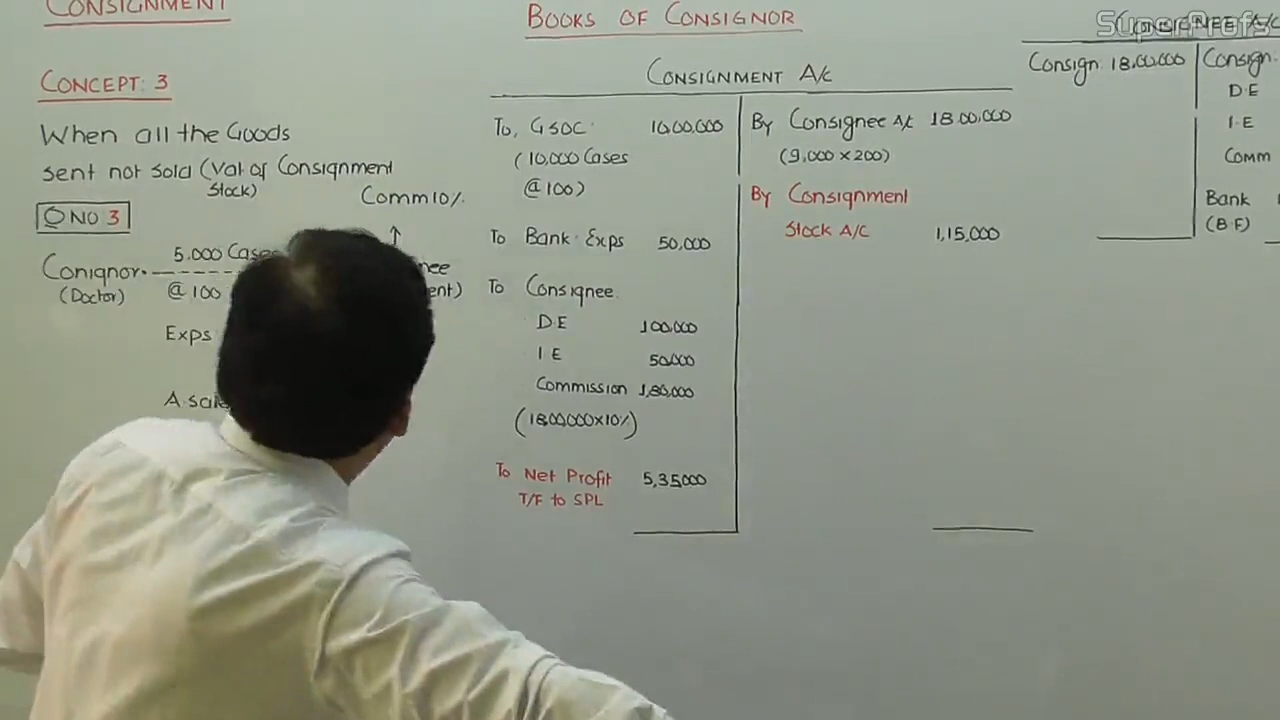 CONSIGNMENT
CONCEPT: 3
When all the Goods
sent not sold (Val of Consignment
Stock)
Q NO 3
Comm 10%
Conignor
(Doctor)
5.000 Cases
@ 100
Exps
A.sale
BOOKS OF CONSIGNOR
CONSIGNMENT A/c
To, GSOC 10,00,000
(10,000 Cases
@ 100)
To Bank Exps 50,000
To Consignee
D.E 1,00,000
I.E 50,000
Commission 1,80,000
(18,00,000×10%)
To Net Profit 5,35,000
T/F to SPL
By Consignee A/c 18,00,000
(9,000 × 200)
By Consignment
Stock A/C 1,15,000
SuperProfs
CONSIGNEE A/C
Consign. 18,00,000
Consign.
D.E
I.E
Comm
Bank
(B.F)